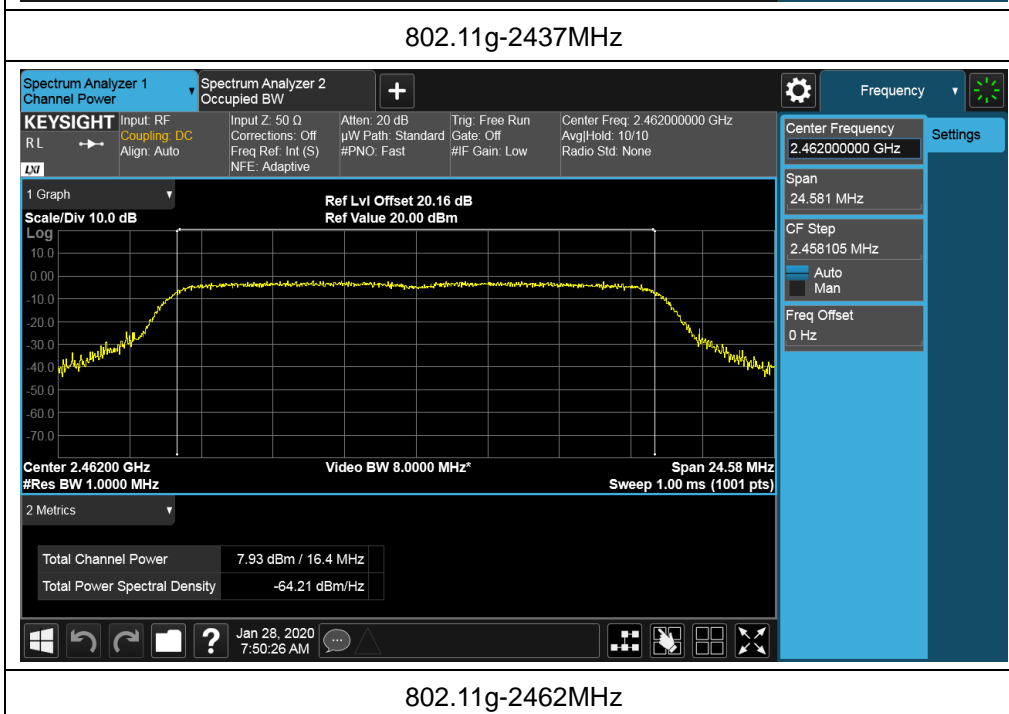 802.11g-2437MHz
Spectrum Analyzer 1
Channel Power
Spectrum Analyzer 2
Occupied BW
Frequency
KEYSIGHT
R L
LXI
Input: RF
Coupling: DC
Align: Auto
Input Z: 50 Ω
Corrections: Off
Freq Ref: Int (S)
NFE: Adaptive
Atten: 20 dB
µW Path: Standard
#PNO: Fast
Trig: Free Run
Gate: Off
#IF Gain: Low
Center Freq: 2.462000000 GHz
Avg|Hold: 10/10
Radio Std: None
Center Frequency
2.462000000 GHz
Settings
Span
24.581 MHz
CF Step
2.458105 MHz
Auto
Man
Freq Offset
0 Hz
1 Graph
Scale/Div 10.0 dB
Ref Lvl Offset 20.16 dB
Ref Value 20.00 dBm
Log
10.0
0.00
-10.0
-20.0
-30.0
-40.0
-50.0
-60.0
-70.0
Center 2.46200 GHz
#Res BW 1.0000 MHz
Video BW 8.0000 MHz*
Span 24.58 MHz
Sweep 1.00 ms (1001 pts)
2 Metrics
Total Channel Power 7.93 dBm / 16.4 MHz
Total Power Spectral Density -64.21 dBm/Hz
Jan 28, 2020
7:50:26 AM
802.11g-2462MHz